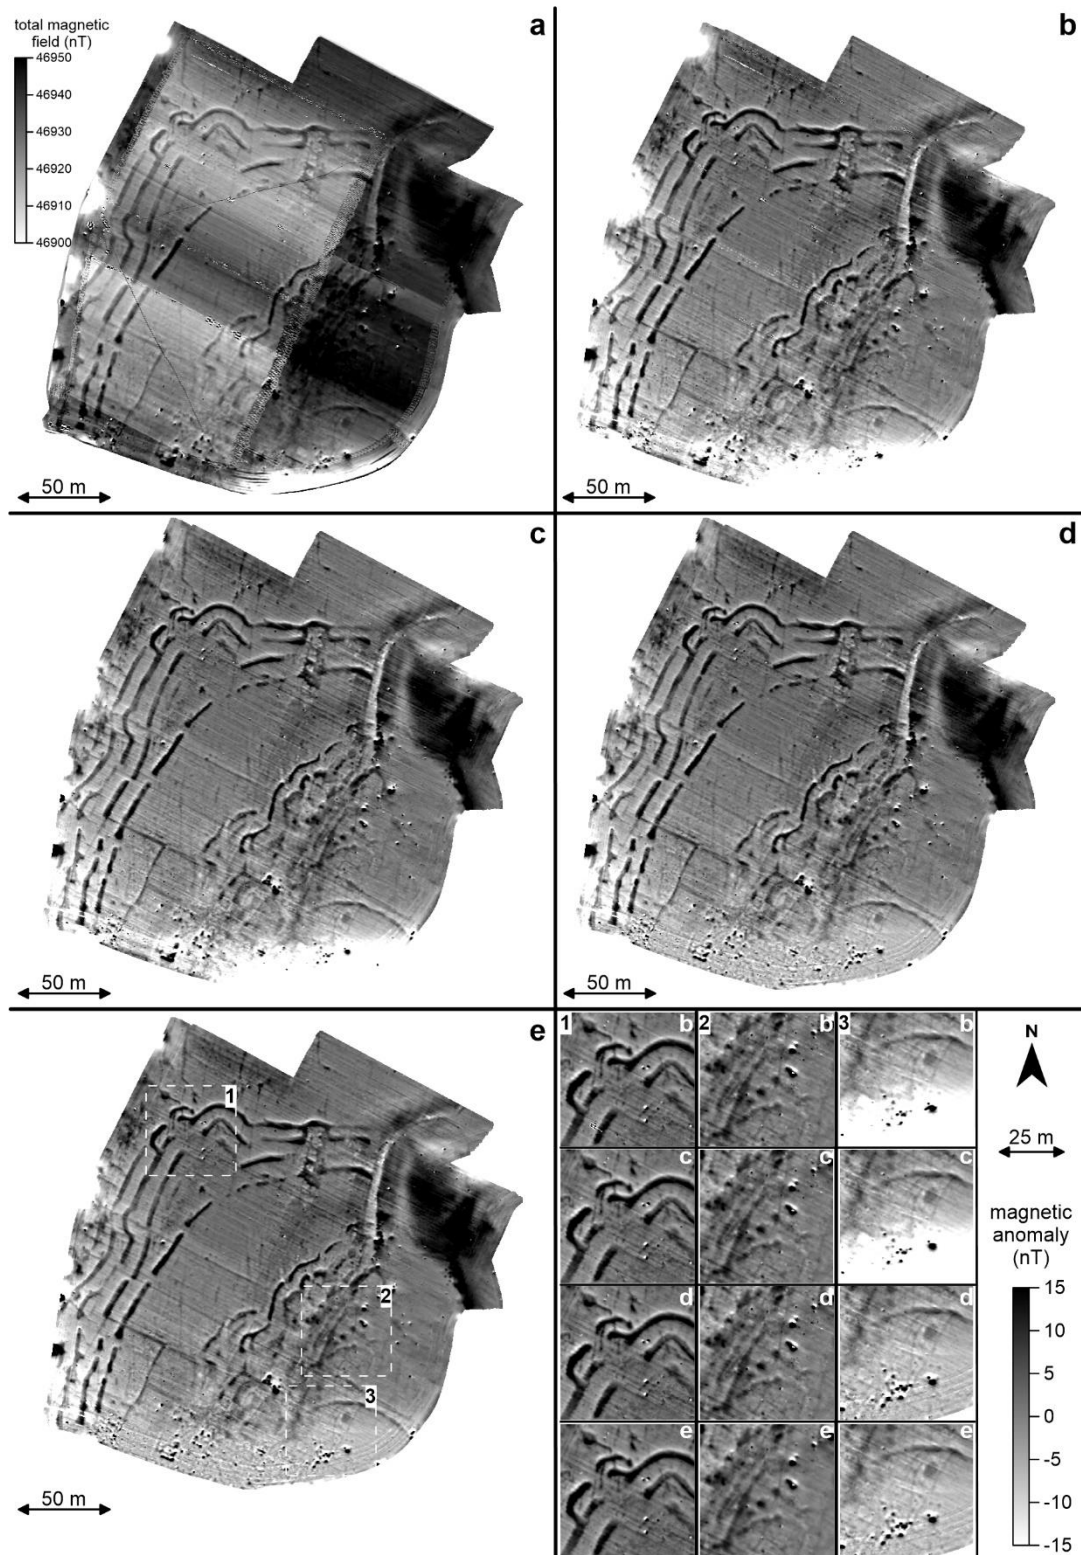 total magnetic
field (nT)
46950
46940
46930
46920
46910
46900
a
50 m
b
50 m
c
50 m
d
50 m
e
1
2
3
50 m
1 b 2 b 3 b
c c c
d d d
e e e
N
25 m
magnetic
anomaly
(nT)
15
10
5
0
-5
-10
-15